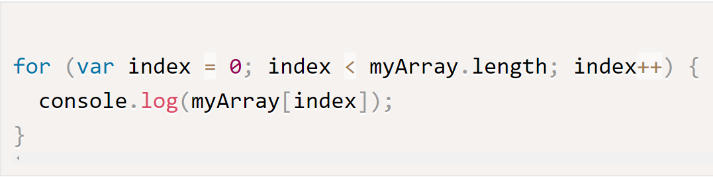 for (var index = 0; index < myArray.length; index++) {
  console.log(myArray[index]);
}